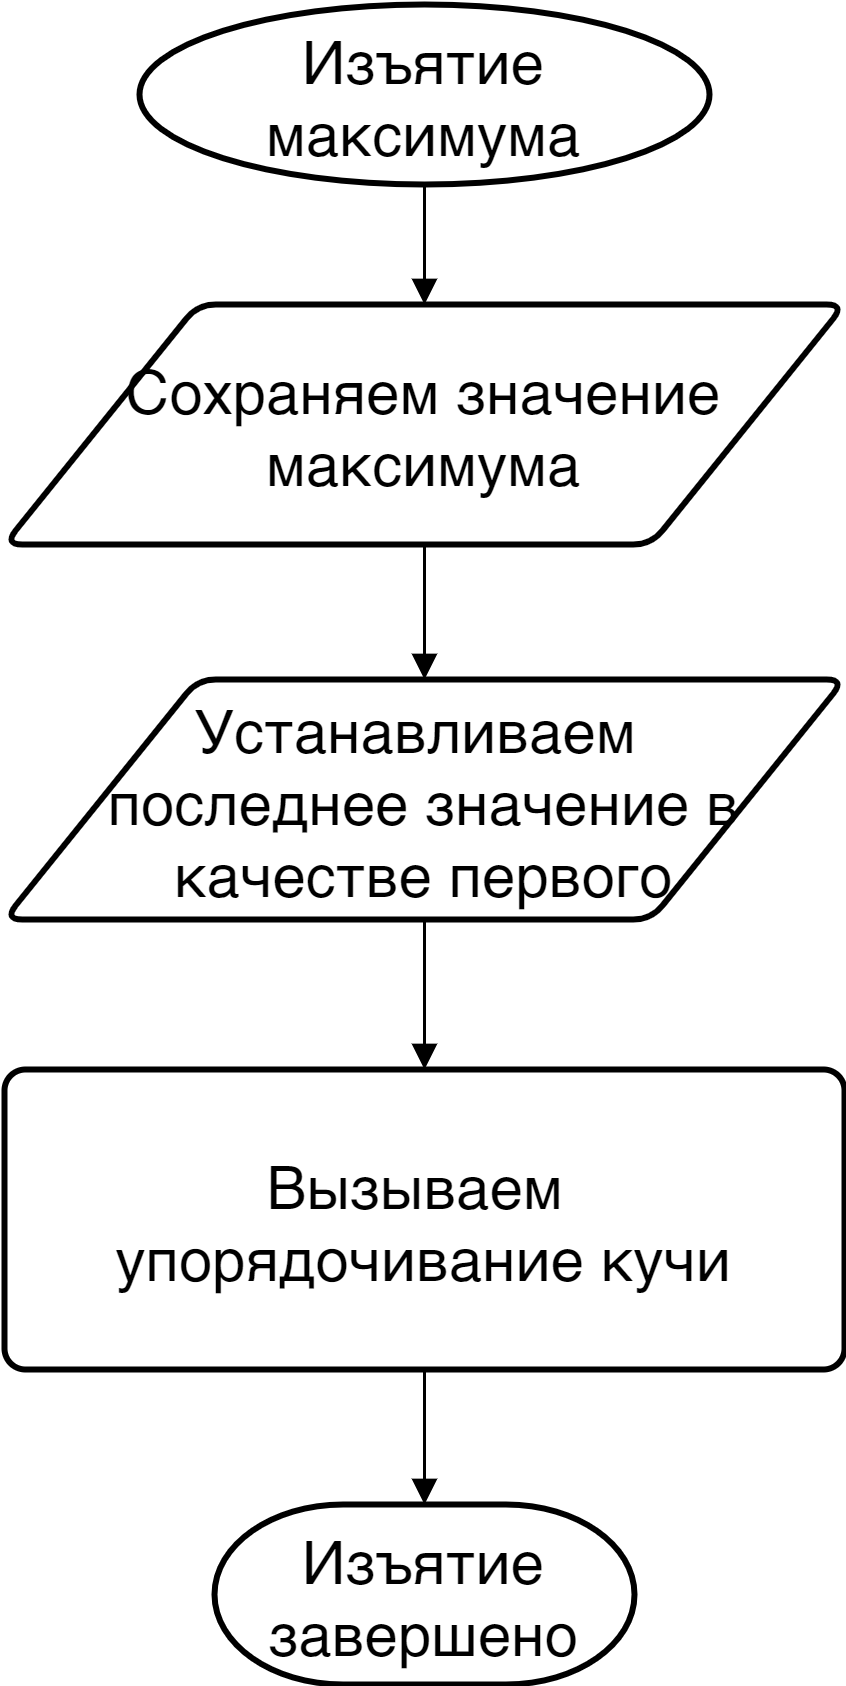 Изъятие
максимума
Сохраняем значение
максимума
Устанавливаем
последнее значение в
качестве первого
Вызываем
упорядочивание кучи
Изъятие
завершено